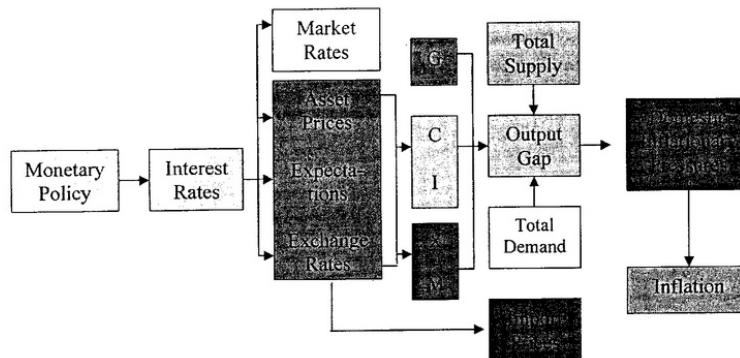 Monetary
Policy
Interest
Rates
Market
Rates
Asset
Prices
Expecta-
tions
Exchange
Rates
G
C
I
X
M
Total
Supply
Output
Gap
Total
Demand
Inflation